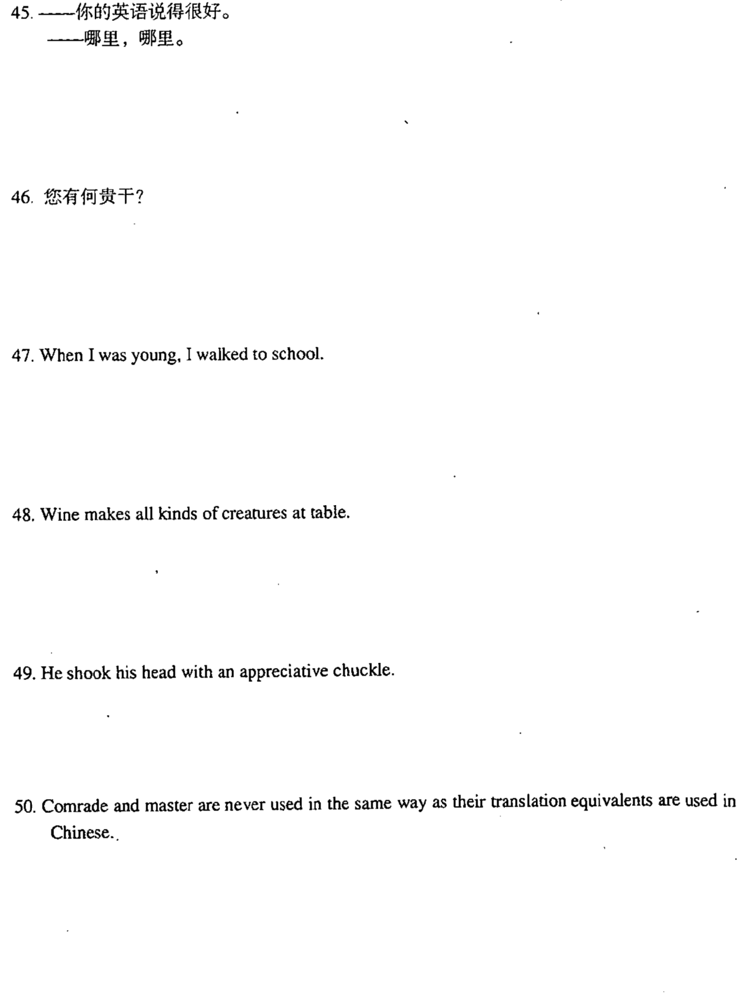 45. ——你的英语说得很好。
——哪里，哪里。
46. 您有何贵干?
47. When I was young, I walked to school.
48. Wine makes all kinds of creatures at table.
49. He shook his head with an appreciative chuckle.
50. Comrade and master are never used in the same way as their translation equivalents are used in
Chinese.